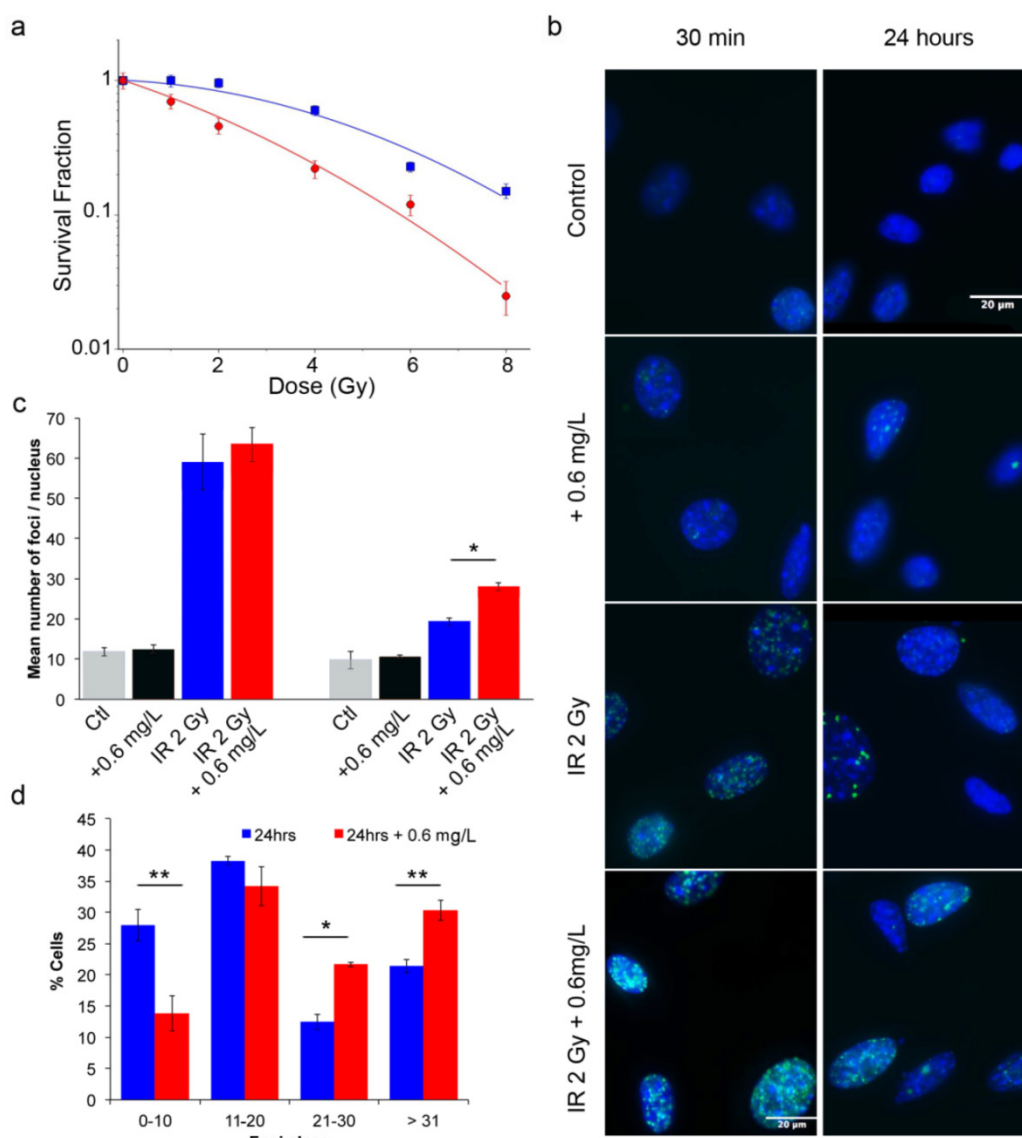 a
Survival Fraction
1
0.1
0.01
0
2
4
6
8
Dose (Gy)
b
30 min
24 hours
Control
20 µm
+ 0.6 mg/L
IR 2 Gy
IR 2 Gy + 0.6mg/L
20 µm
c
Mean number of foci / nucleus
70
60
50
40
30
20
10
0
*
Ctl
+0.6 mg/L
IR 2 Gy
IR 2 Gy
+ 0.6 mg/L
Ctl
+0.6 mg/L
IR 2 Gy
IR 2 Gy
+ 0.6 mg/L
d
24hrs
24hrs + 0.6 mg/L
% Cells
45
40
35
30
25
20
15
10
5
0
**
*
**
0-10
11-20
21-30
> 31